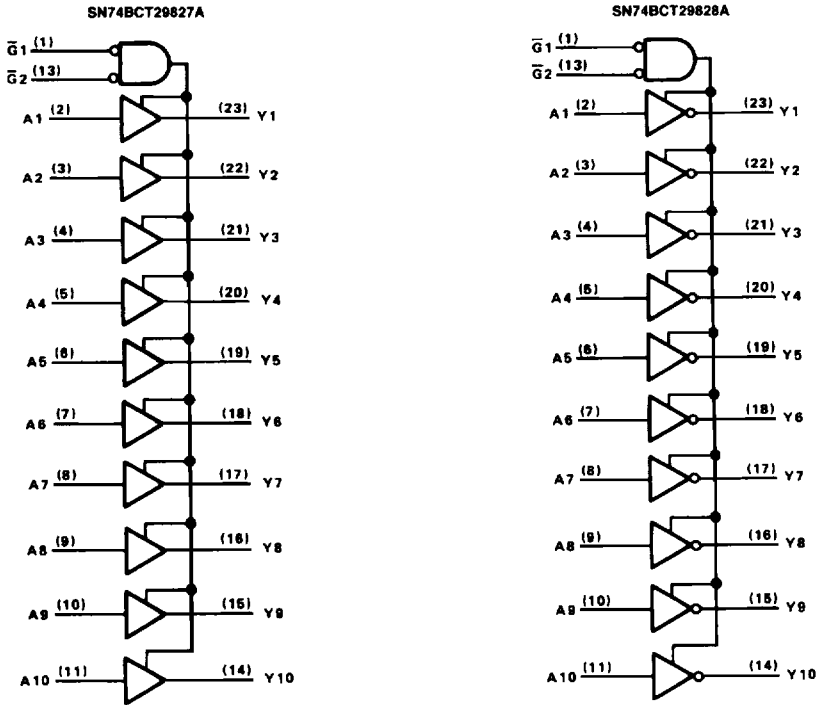 SN74BCT29827A
G̅1 (1)
G̅2 (13)
A1 (2) (23) Y1
A2 (3) (22) Y2
A3 (4) (21) Y3
A4 (5) (20) Y4
A5 (6) (19) Y5
A6 (7) (18) Y6
A7 (8) (17) Y7
A8 (9) (16) Y8
A9 (10) (15) Y9
A10 (11) (14) Y10
SN74BCT29828A
G̅1 (1)
G̅2 (13)
A1 (2) (23) Y1
A2 (3) (22) Y2
A3 (4) (21) Y3
A4 (5) (20) Y4
A5 (6) (19) Y5
A6 (7) (18) Y6
A7 (8) (17) Y7
A8 (9) (16) Y8
A9 (10) (15) Y9
A10 (11) (14) Y10